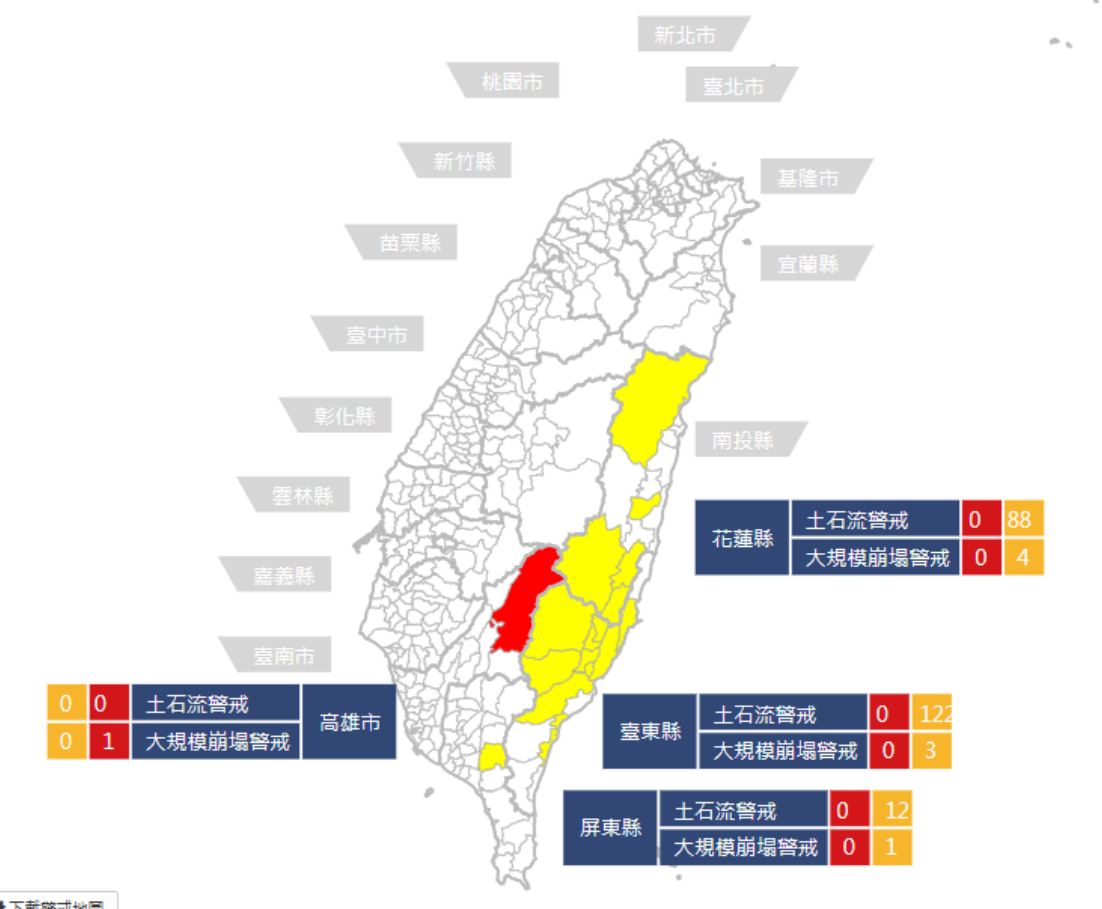 新北市
桃園市
臺北市
新竹縣
基隆市
苗栗縣
宜蘭縣
臺中市
彰化縣
南投縣
雲林縣
花蓮縣
土石流警戒 0 88
大規模崩塌警戒 0 4
嘉義縣
臺南市
0 0 土石流警戒
0 1 大規模崩塌警戒
高雄市
臺東縣
土石流警戒 0 122
大規模崩塌警戒 0 3
屏東縣
土石流警戒 0 12
大規模崩塌警戒 0 1
下載警戒地圖